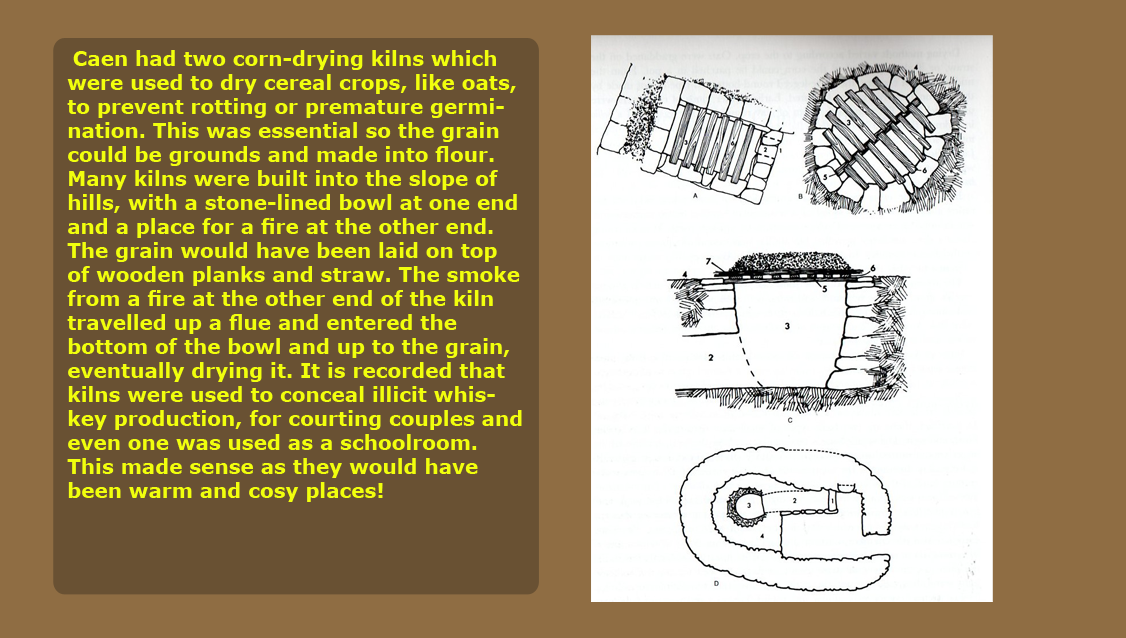 Caen had two corn-drying kilns which
were used to dry cereal crops, like oats,
to prevent rotting or premature germi-
nation. This was essential so the grain
could be grounds and made into flour.
Many kilns were built into the slope of
hills, with a stone-lined bowl at one end
and a place for a fire at the other end.
The grain would have been laid on top
of wooden planks and straw. The smoke
from a fire at the other end of the kiln
travelled up a flue and entered the
bottom of the bowl and up to the grain,
eventually drying it. It is recorded that
kilns were used to conceal illicit whis-
key production, for courting couples and
even one was used as a schoolroom.
This made sense as they would have
been warm and cosy places!
4
3
5
6
A
B
7
6
4
5
3
2
C
3
2
1
4
D